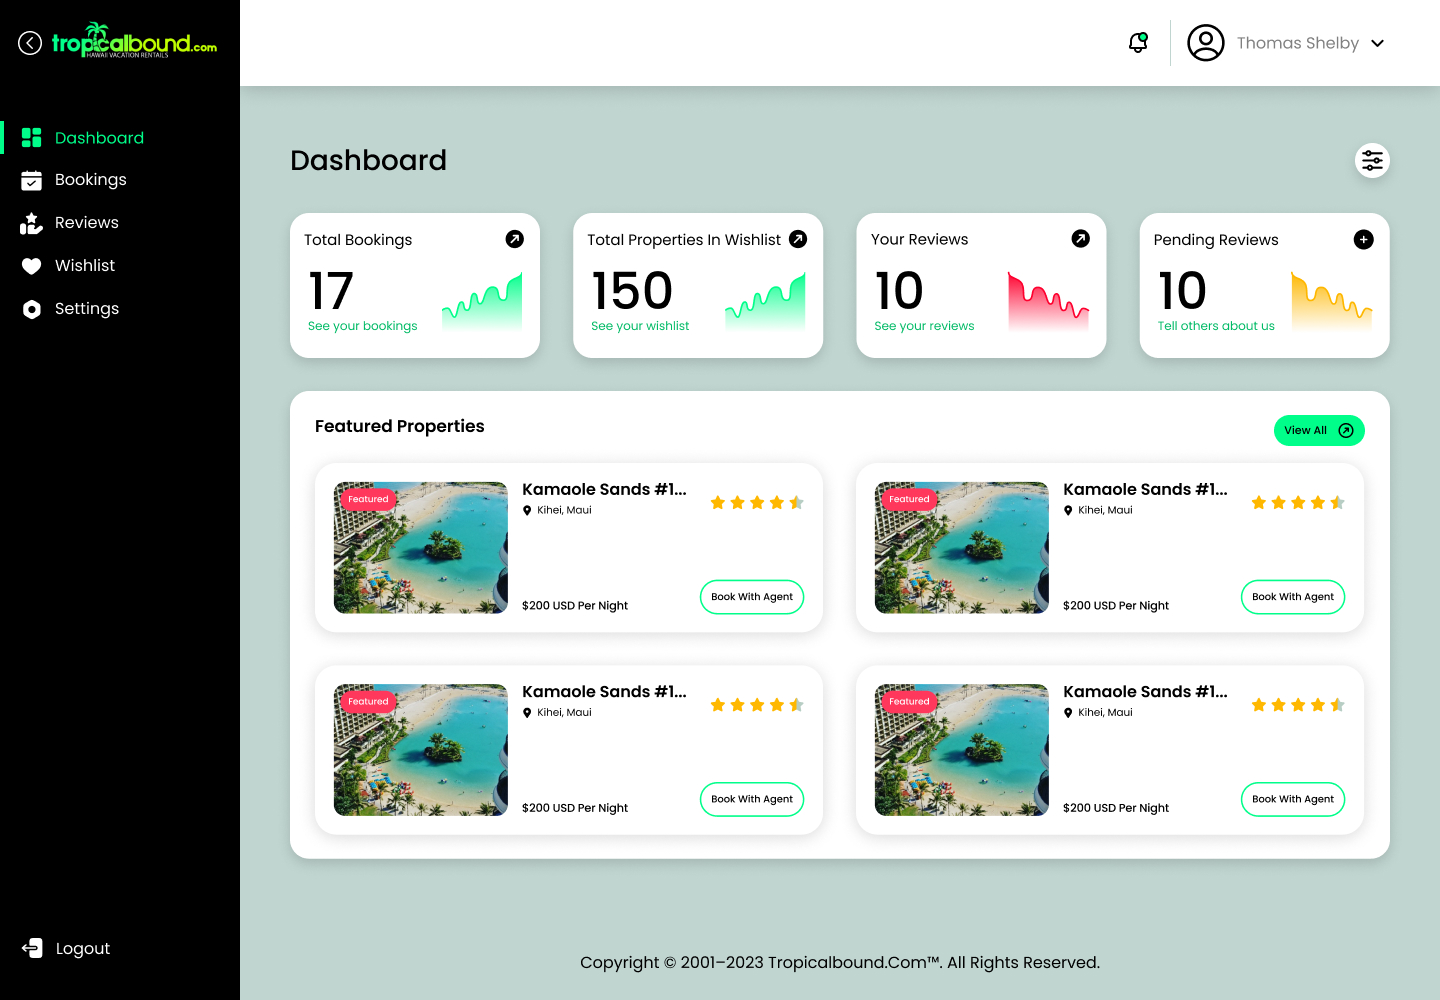 tropicalbound.com
HAWAII VACATION RENTAILS
Thomas Shelby
Dashboard
Bookings
Reviews
Wishlist
Settings
Logout
Dashboard
Total Bookings
17
See your bookings
Total Properties In Wishlist
150
See your wishlist
Your Reviews
10
See your reviews
Pending Reviews
10
Tell others about us
Featured Properties
View All
Featured
Kamaole Sands #1...
Kihei, Maui
$200 USD Per Night
Book With Agent
Featured
Kamaole Sands #1...
Kihei, Maui
$200 USD Per Night
Book With Agent
Featured
Kamaole Sands #1...
Kihei, Maui
$200 USD Per Night
Book With Agent
Featured
Kamaole Sands #1...
Kihei, Maui
$200 USD Per Night
Book With Agent
Copyright © 2001–2023 Tropicalbound.Com™. All Rights Reserved.